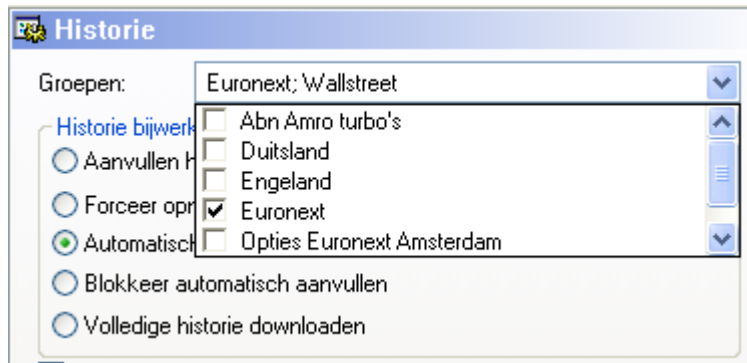 Historie
Groepen:
Euronext; Wallstreet
Abn Amro turbo's
Duitsland
Engeland
Euronext
Opties Euronext Amsterdam
Historie bijwerk
Aanvullen h
Forceer opn
Automatisch
Blokkeer automatisch aanvullen
Volledige historie downloaden